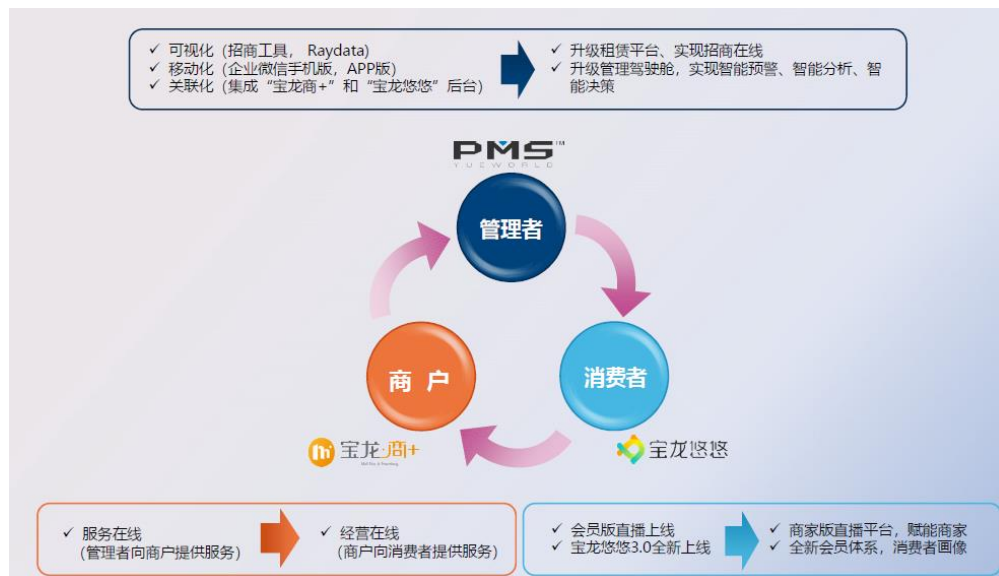 ✓ 可视化（招商工具， Raydata)
✓ 移动化（企业微信手机版，APP版）
✓ 关联化（集成“宝龙商+”和“宝龙悠悠”后台）
✓ 升级租赁平台、实现招商在线
✓ 升级管理驾驶舱，实现智能预警、智能分析、智
能决策
PMS™
YUEWORLD
管理者
商 户
消费者
宝龙·商+
宝龙悠悠
✓ 服务在线
(管理者向商户提供服务）
✓ 经营在线
(商户向消费者提供服务）
✓ 会员版直播上线
✓ 宝龙悠悠3.0全新上线
✓ 商家版直播平台，赋能商家
✓ 全新会员体系，消费者画像